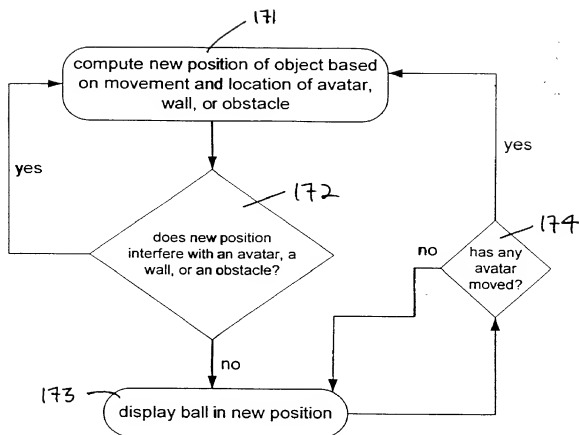 171
compute new position of object based
on movement and location of avatar,
wall, or obstacle
yes
yes
172
174
does new position
interfere with an avatar, a
wall, or an obstacle?
no
has any
avatar
moved?
no
173
display ball in new position